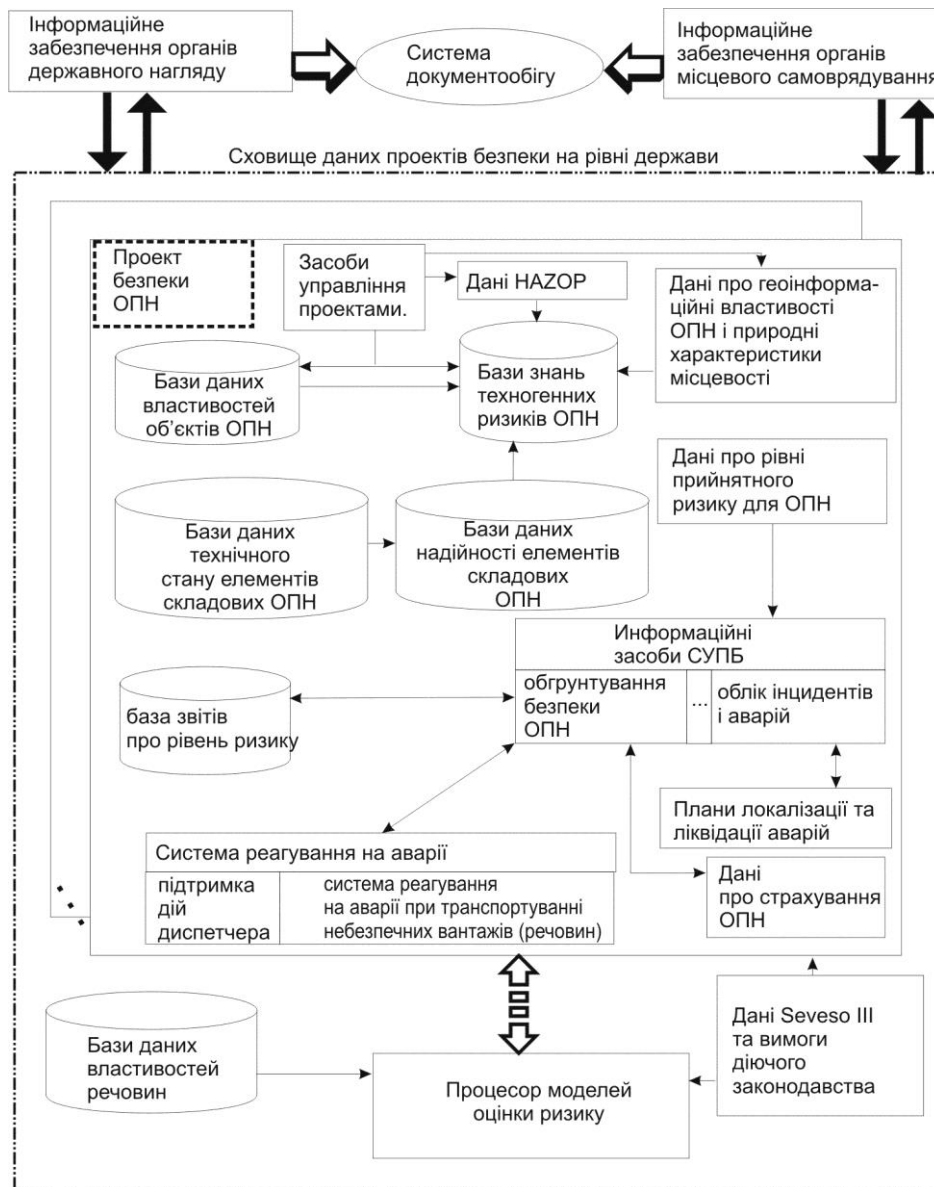 Інформаційне
забезпечення органів
державного нагляду
Система
документообігу
Інформаційне
забезпечення органів
місцевого самоврядування
Сховище даних проектів безпеки на рівні держави
Проект
безпеки
ОПН
Засоби
управління
проектами.
Дані HAZOP
Дані про геоінформа-
ційні властивості
ОПН і природні
характеристики
місцевості
Бази даних
властивостей
об’єктів ОПН
Бази знань
техногенних
ризиків ОПН
Дані про рівні
прийнятного
ризику для ОПН
Бази даних
технічного
стану елементів
складових ОПН
Бази даних
надійності елементів
складових
ОПН
Информаційні
засоби СУПБ
обгрунтування
безпеки
ОПН
...
облік інцидентів
і аварій
база звітів
про рівень ризику
Плани локалізації та
ліквідації аварій
Система реагування на аварії
підтримка
дій
диспетчера
система реагування
на аварії при транспортуванні
небезпечних вантажів (речовин)
Дані
про страхування
ОПН
Бази даних
властивостей
речовин
Процесор моделей
оцінки ризику
Дані Seveso III
та вимоги
діючого
законодавства